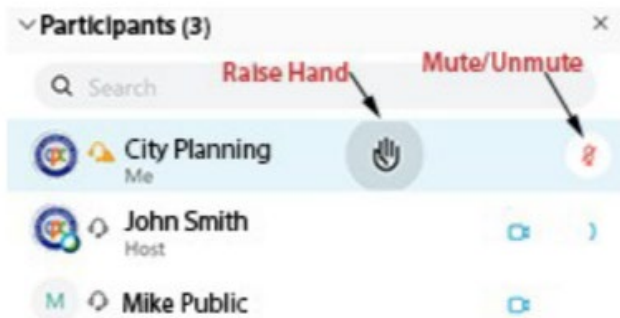 Participants (3)
Search
Raise Hand
Mute/Unmute
City Planning
Me
John Smith
Host
M
Mike Public